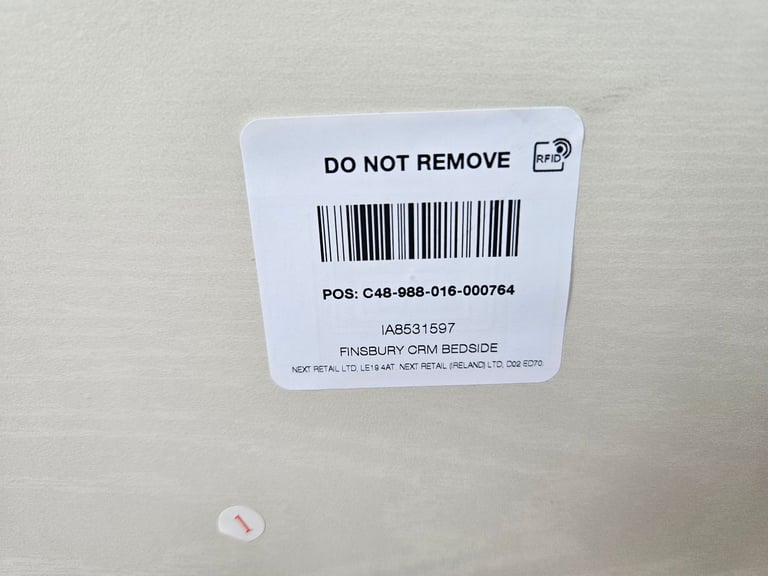 DO NOT REMOVE
RFID
POS: C48-988-016-000764
IA8531597
FINSBURY CRM BEDSIDE
NEXT RETAIL LTD, LE19 4AT. NEXT RETAIL (IRELAND) LTD, D02 ED70.
1